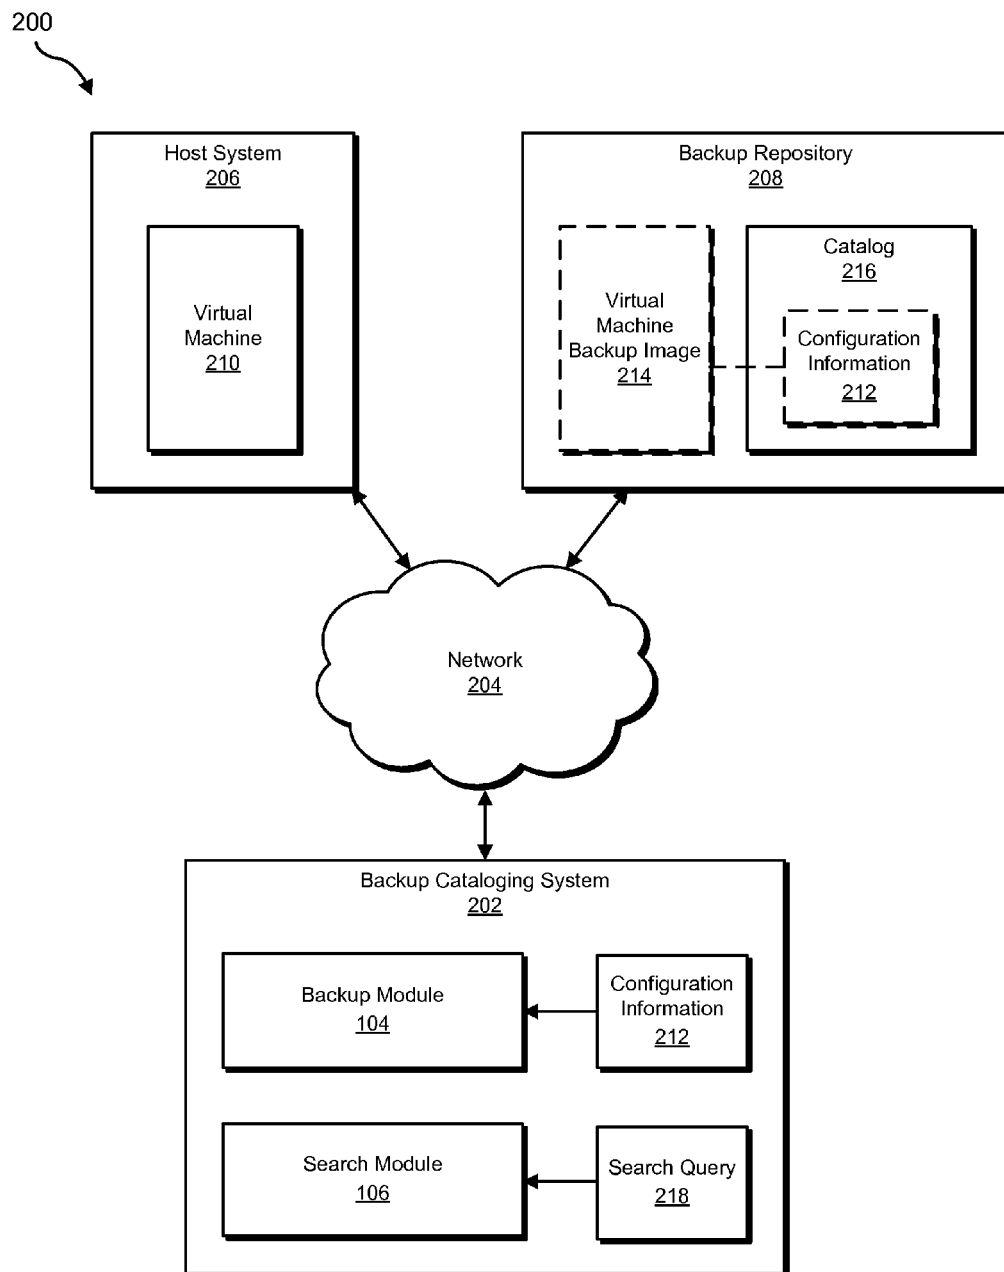 200
Host System
206
Virtual
Machine
210
Backup Repository
208
Virtual
Machine
Backup Image
214
Catalog
216
Configuration
Information
212
Network
204
Backup Cataloging System
202
Backup Module
104
Configuration
Information
212
Search Module
106
Search Query
218